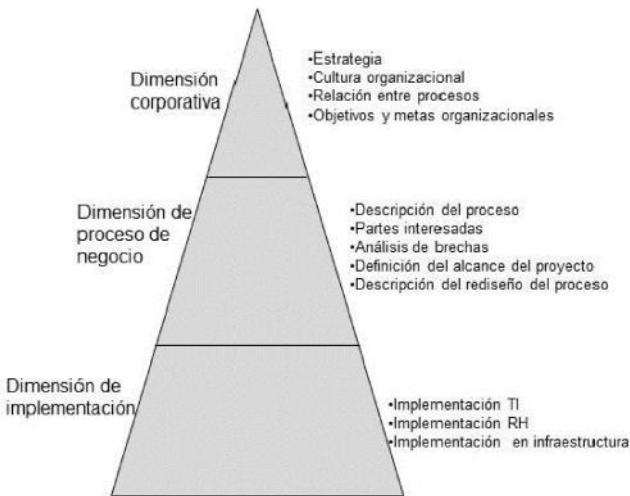 Dimensión
corporativa
•Estrategia
•Cultura organizacional
•Relación entre procesos
•Objetivos y metas organizacionales
Dimensión de
proceso de
negocio
•Descripción del proceso
•Partes interesadas
•Análisis de brechas
•Definición del alcance del proyecto
•Descripción del rediseño del proceso
Dimensión de
implementación
•Implementación TI
•Implementación RH
•Implementación en infraestructura